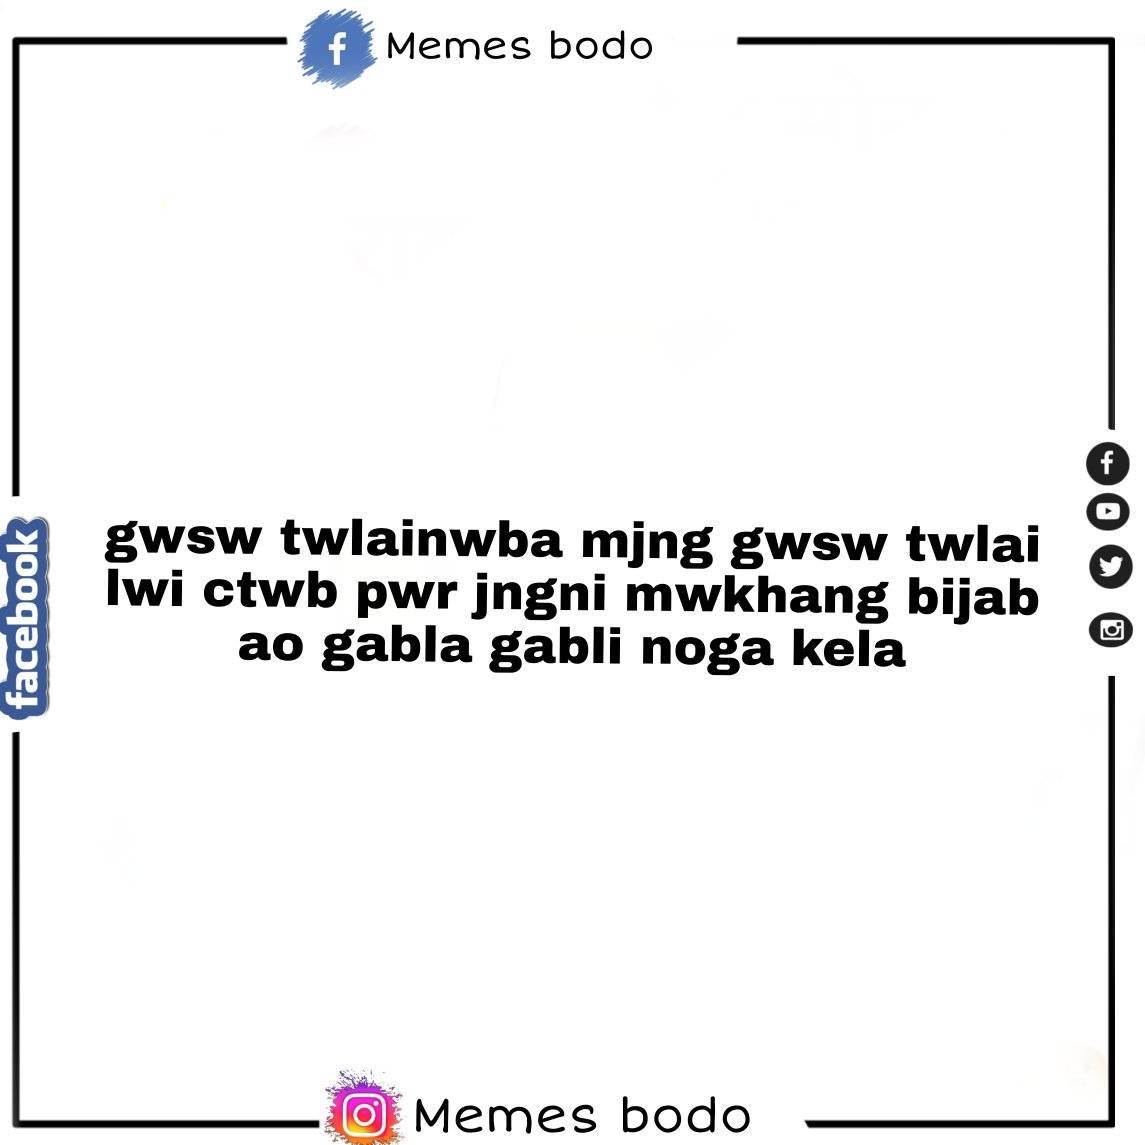 Memes bodo
gwsw twlainwba mjng gwsw twlai
lwi ctwb pwr jngni mwkhang bijab
ao gabla gabli noga kela
facebook
Memes bodo